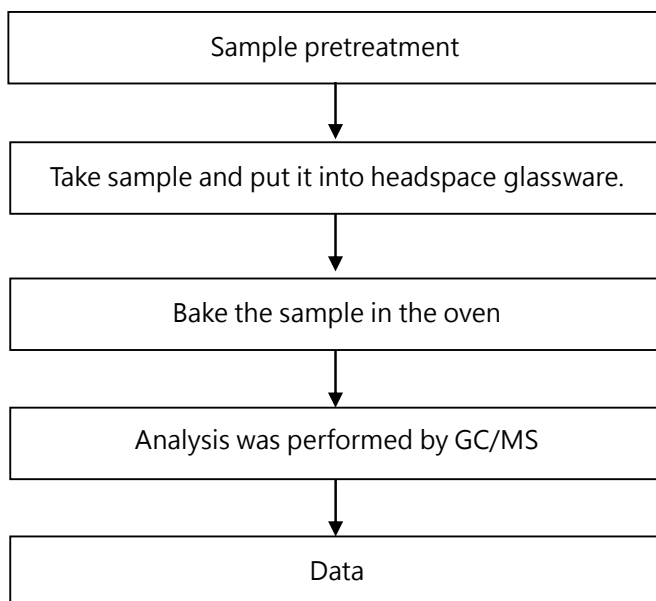 Sample pretreatment
Take sample and put it into headspace glassware.
Bake the sample in the oven
Analysis was performed by GC/MS
Data